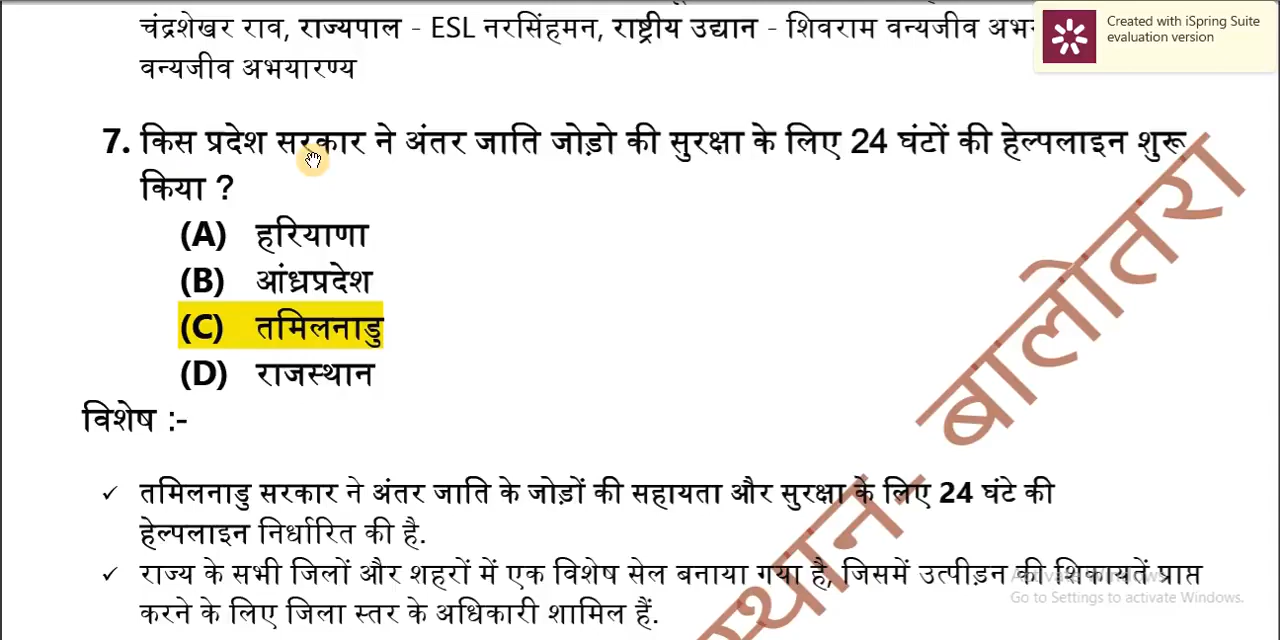 चंद्रशेखर राव, राज्यपाल - ESL नरसिंहमन, राष्ट्रीय उद्यान - शिवराम वन्यजीव
वन्यजीव अभयारण्य
Created with iSpring Suite
evaluation version
7. किस प्रदेश सरकार ने अंतर जाति जोड़ो की सुरक्षा के लिए 24 घंटों की हेल्पलाइन शुरू
किया ?
(A) हरियाणा
(B) आंध्रप्रदेश
(C) तमिलनाडु
(D) राजस्थान
विशेष :-
✓ तमिलनाडु सरकार ने अंतर जाति के जोड़ों की सहायता और सुरक्षा के लिए 24 घंटे की
हेल्पलाइन निर्धारित की है.
✓ राज्य के सभी जिलों और शहरों में एक विशेष सेल बनाया गया है, जिसमें उत्पीड़न की शिकायतें प्राप्त
करने के लिए जिला स्तर के अधिकारी शामिल हैं.
Activate Windows
Go to Settings to activate Windows.
बालोतरा